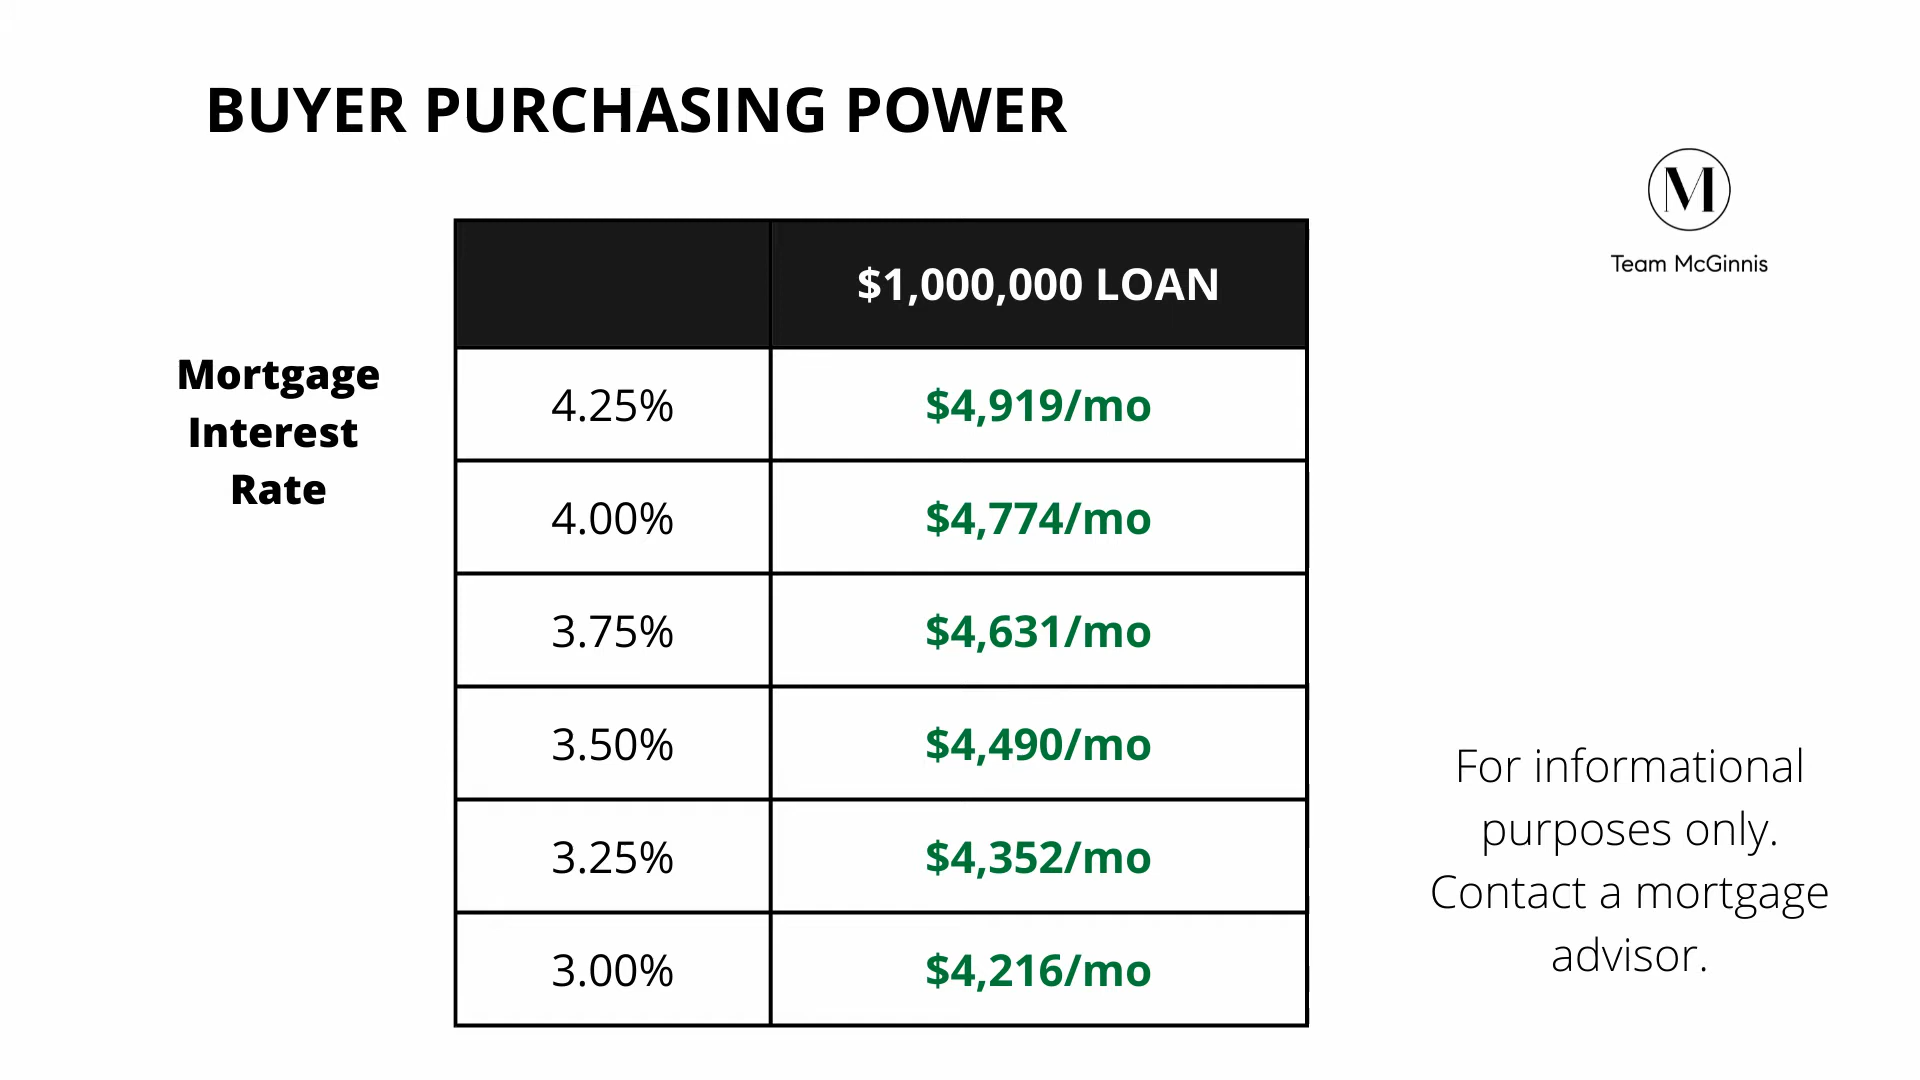 BUYER PURCHASING POWER
M
Team McGinnis
$1,000,000 LOAN
Mortgage
Interest
Rate
4.25% $4,919/mo
4.00% $4,774/mo
3.75% $4,631/mo
3.50% $4,490/mo
3.25% $4,352/mo
3.00% $4,216/mo
For informational
purposes only.
Contact a mortgage
advisor.